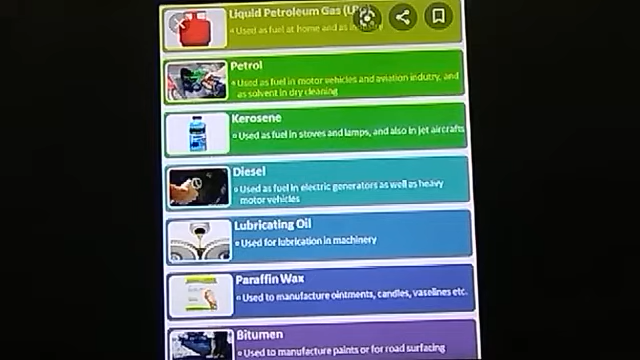 Liquid Petroleum Gas (LPG)
Used as fuel at home and as industry
Petrol
Used as fuel in motor vehicles and aviation indutry, and
as solvent in dry cleaning
Kerosene
Used as fuel in stoves and lamps, and also in jet aircrafts
Diesel
Used as fuel in electric generators as well as heavy
motor vehicles
Lubricating Oil
Used for lubrication in machinery
Paraffin Wax
Used to manufacture ointments, candles, vaselines etc.
Bitumen
Used to manufacture paints or for road surfacing